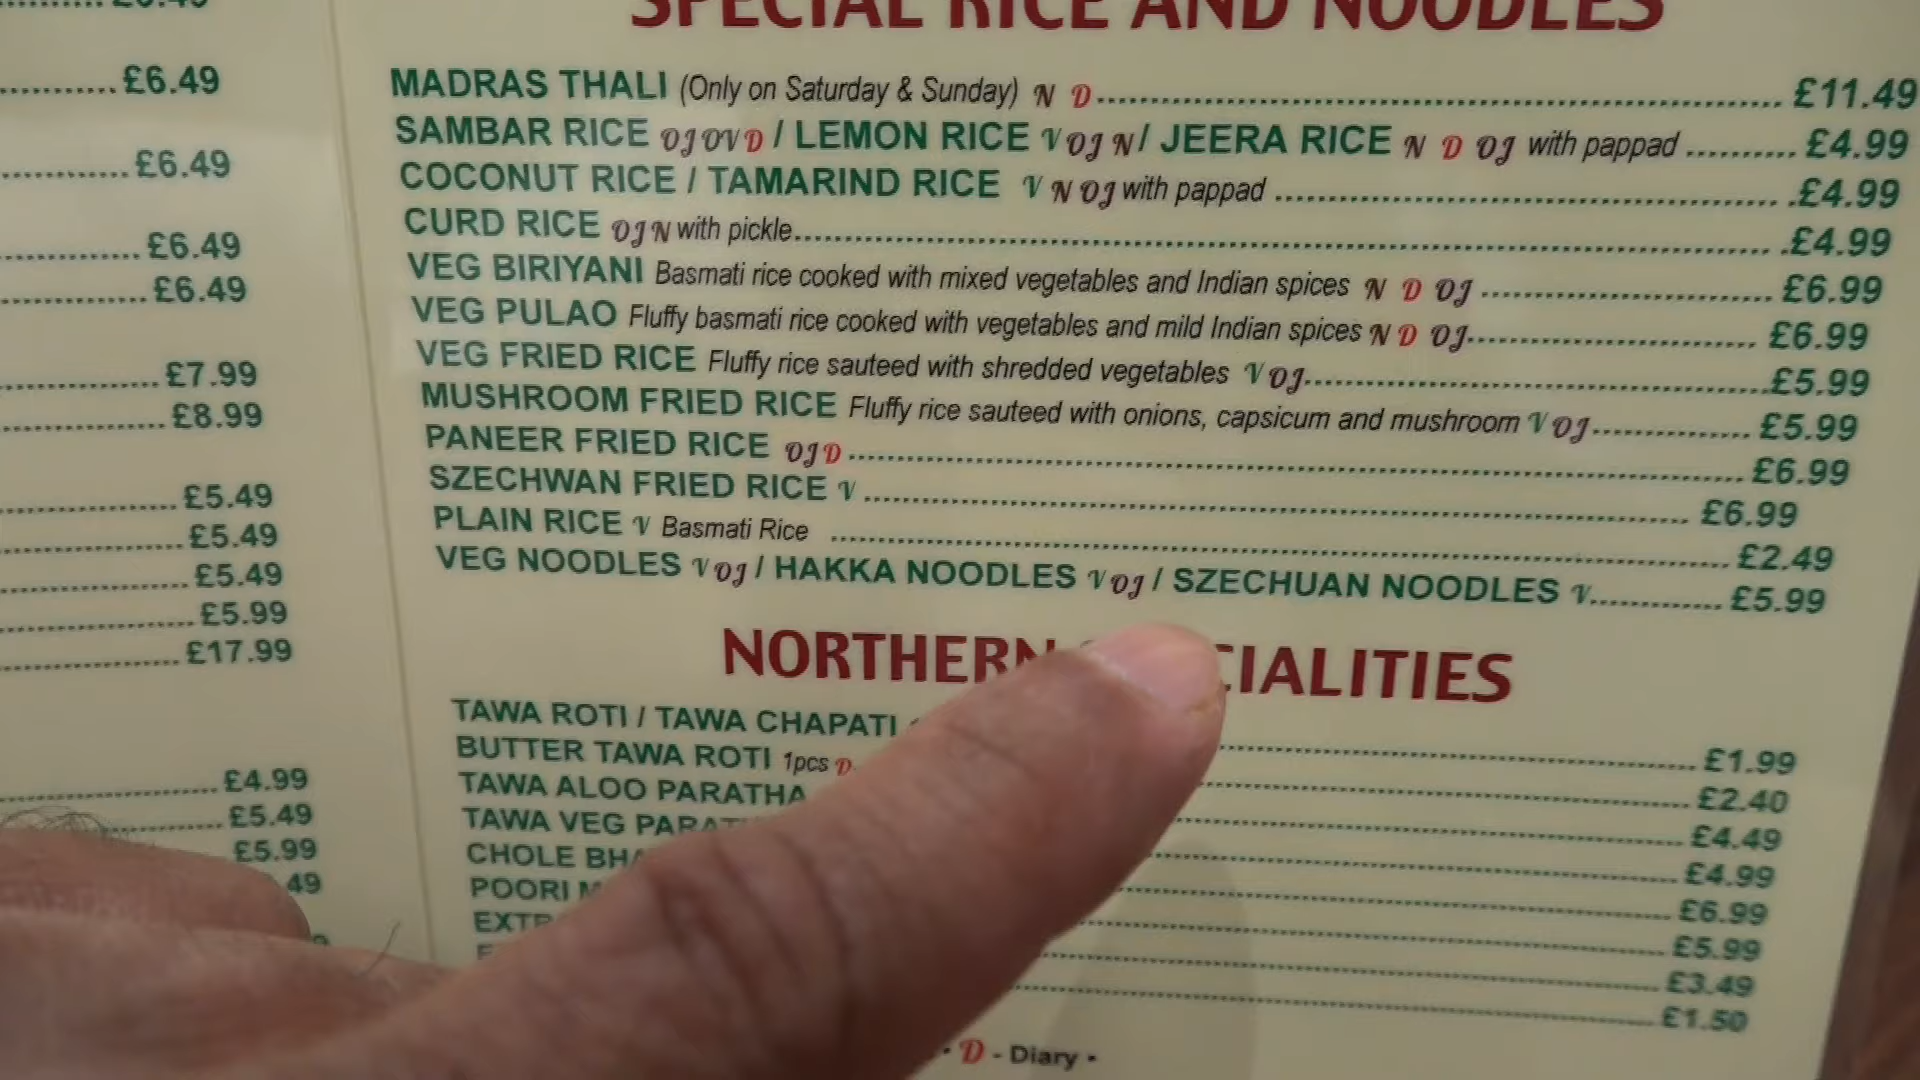 £6.49
£6.49
£6.49
£6.49
£7.99
£8.99
£5.49
£5.49
£5.49
£5.99
£17.99
£4.99
£5.49
£5.99
49
SPECIAL RICE AND NOODLES
MADRAS THALI (Only on Saturday & Sunday) N D £11.49
SAMBAR RICE OJOVD / LEMON RICE V OJ N / JEERA RICE N D OJ with pappad £4.99
COCONUT RICE / TAMARIND RICE V N OJ with pappad £4.99
CURD RICE OJN with pickle £4.99
VEG BIRIYANI Basmati rice cooked with mixed vegetables and Indian spices N D OJ £6.99
VEG PULAO Fluffy basmati rice cooked with vegetables and mild Indian spices N D OJ £6.99
VEG FRIED RICE Fluffy rice sauteed with shredded vegetables V OJ £5.99
MUSHROOM FRIED RICE Fluffy rice sauteed with onions, capsicum and mushroom V OJ £5.99
PANEER FRIED RICE OJD £6.99
SZECHWAN FRIED RICE V £6.99
PLAIN RICE V Basmati Rice £2.49
VEG NOODLES V OJ / HAKKA NOODLES V OJ / SZECHUAN NOODLES V £5.99
NORTHERN CIALITIES
TAWA ROTI / TAWA CHAPATI £1.99
BUTTER TAWA ROTI 1pcs D £2.40
TAWA ALOO PARATHA £4.49
TAWA VEG PARAT £4.99
CHOLE BHA £6.99
POORI £5.99
EXTR £3.49
£1.50
• D - Diary •